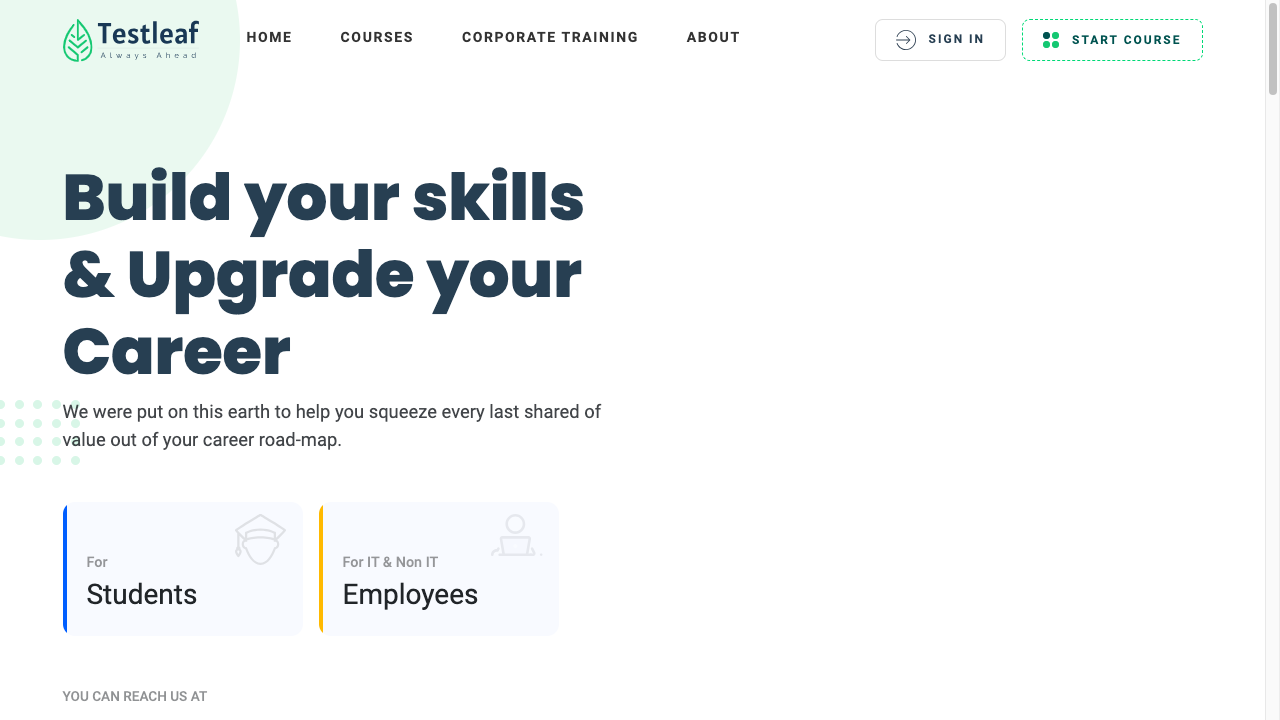 Testleaf
Always Ahead
HOME
COURSES
CORPORATE TRAINING
ABOUT
SIGN IN
START COURSE
Build your skills
& Upgrade your
Career
We were put on this earth to help you squeeze every last shared of
value out of your career road-map.
For
Students
For IT & Non IT
Employees
YOU CAN REACH US AT